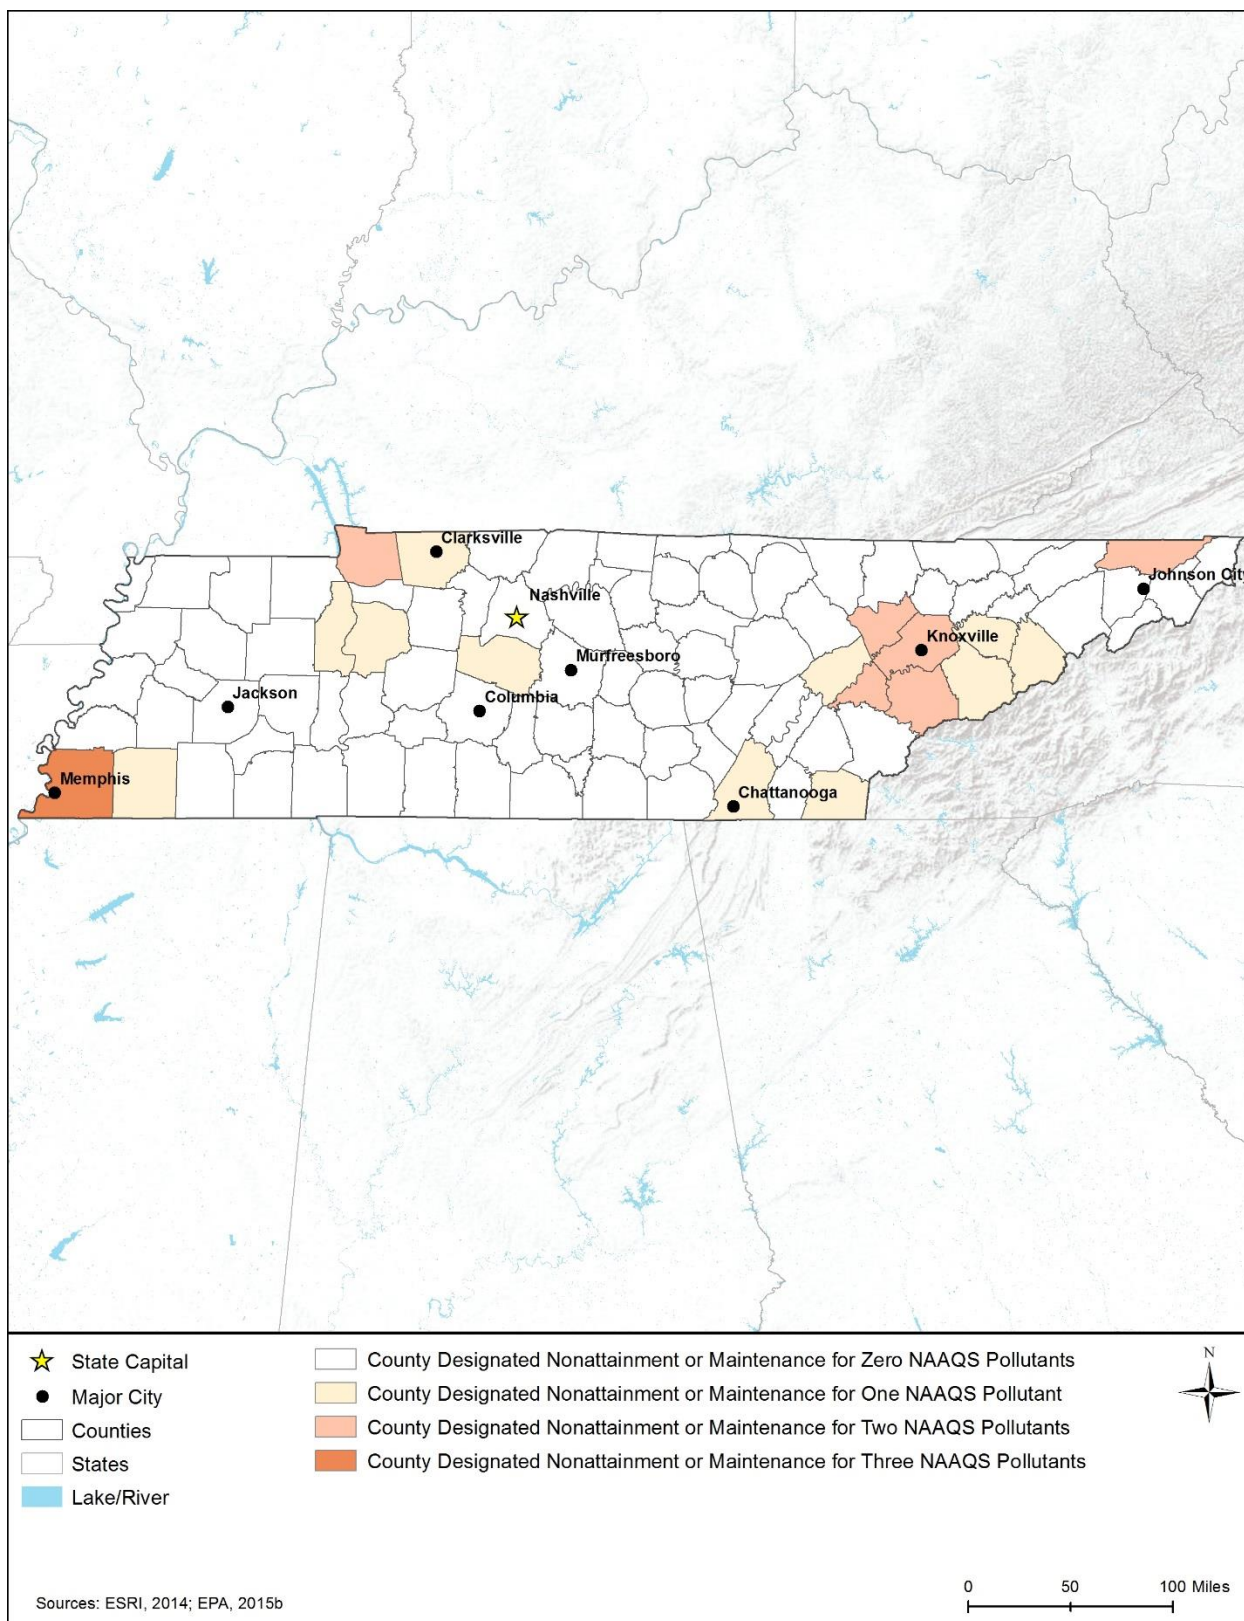 Clarksville
Nashville
Johnson City
Knoxville
Murfreesboro
Jackson
Columbia
Memphis
Chattanooga
State Capital
Major City
Counties
States
Lake/River
County Designated Nonattainment or Maintenance for Zero NAAQS Pollutants
County Designated Nonattainment or Maintenance for One NAAQS Pollutant
County Designated Nonattainment or Maintenance for Two NAAQS Pollutants
County Designated Nonattainment or Maintenance for Three NAAQS Pollutants
N
Sources: ESRI, 2014; EPA, 2015b
0 50 100 Miles